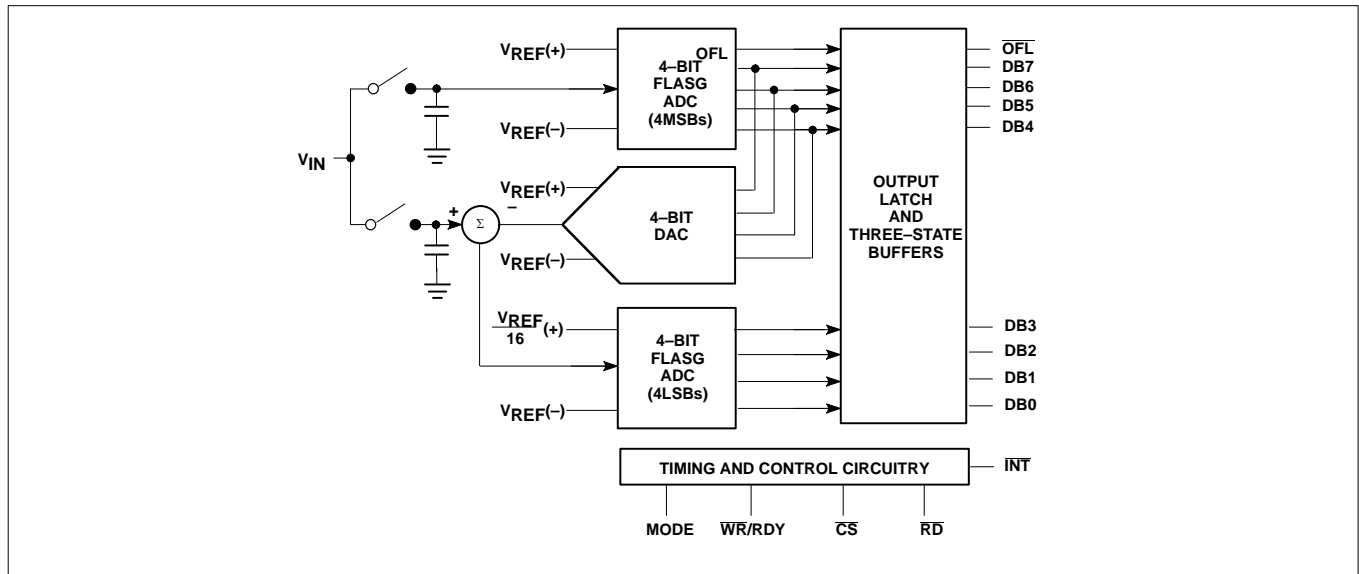 VREF(+)
OFL
4–BIT
FLASG
ADC
(4MSBs)
VREF(–)
VIN
VREF(+)
+
–
Σ
4–BIT
DAC
VREF(–)
VREF(+)
16
4–BIT
FLASG
ADC
(4LSBs)
VREF(–)
OUTPUT
LATCH
AND
THREE–STATE
BUFFERS
OFL
DB7
DB6
DB5
DB4
DB3
DB2
DB1
DB0
TIMING AND CONTROL CIRCUITRY
INT
MODE
WR/RDY
CS
RD